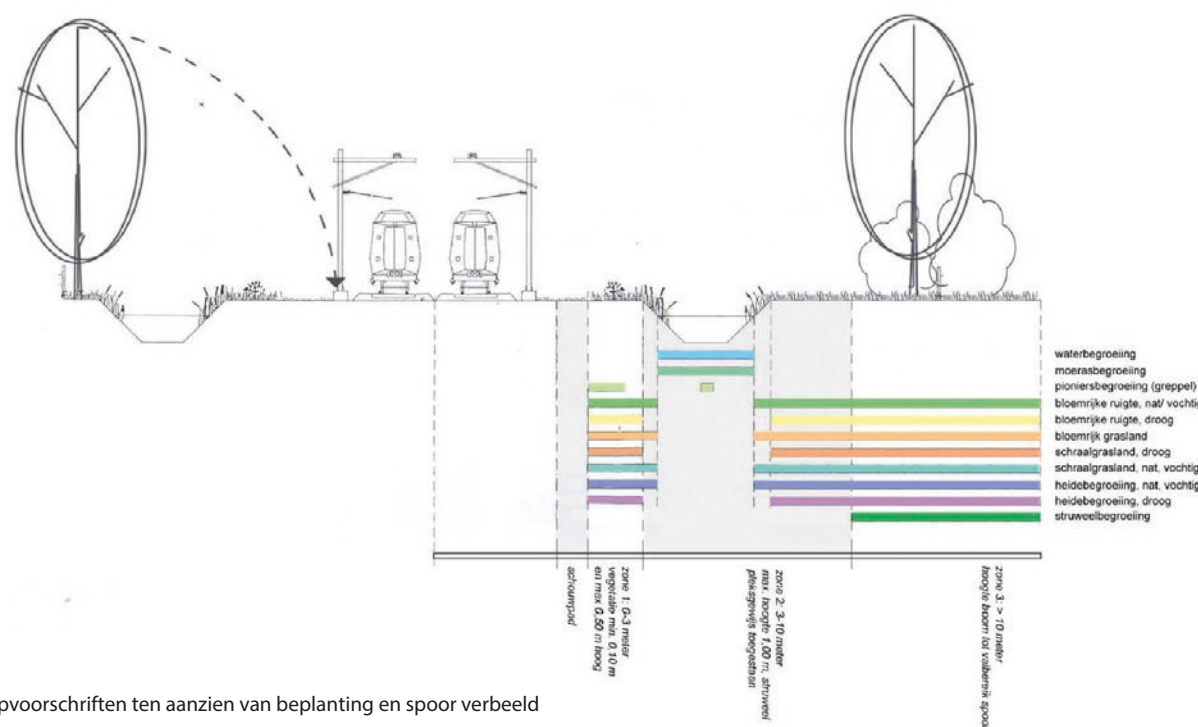 waterbegroeiing
moerasbegroeiing
pioniersbegroeiing (greppel)
bloemrijke ruigte, nat/ vochtig
bloemrijke ruigte, droog
bloemrijk grasland
schraalgrasland, droog
schraalgrasland, nat, vochtig
heidebegroeiing, nat, vochtig
heidebegroeiing, droog
struweelbegroeiing
schouwpad
zone 1: 0-3 meter
vegetatie min. 0,10 m
en max 0,50 m hoog
zone 2: 3-10 meter
max. hoogte 1,00 m, struweel
pleksgewijs toegestaan
zone 3: > 10 meter
hoogte boom tot valbereik spoor
pvoorschriften ten aanzien van beplanting en spoor verbeeld